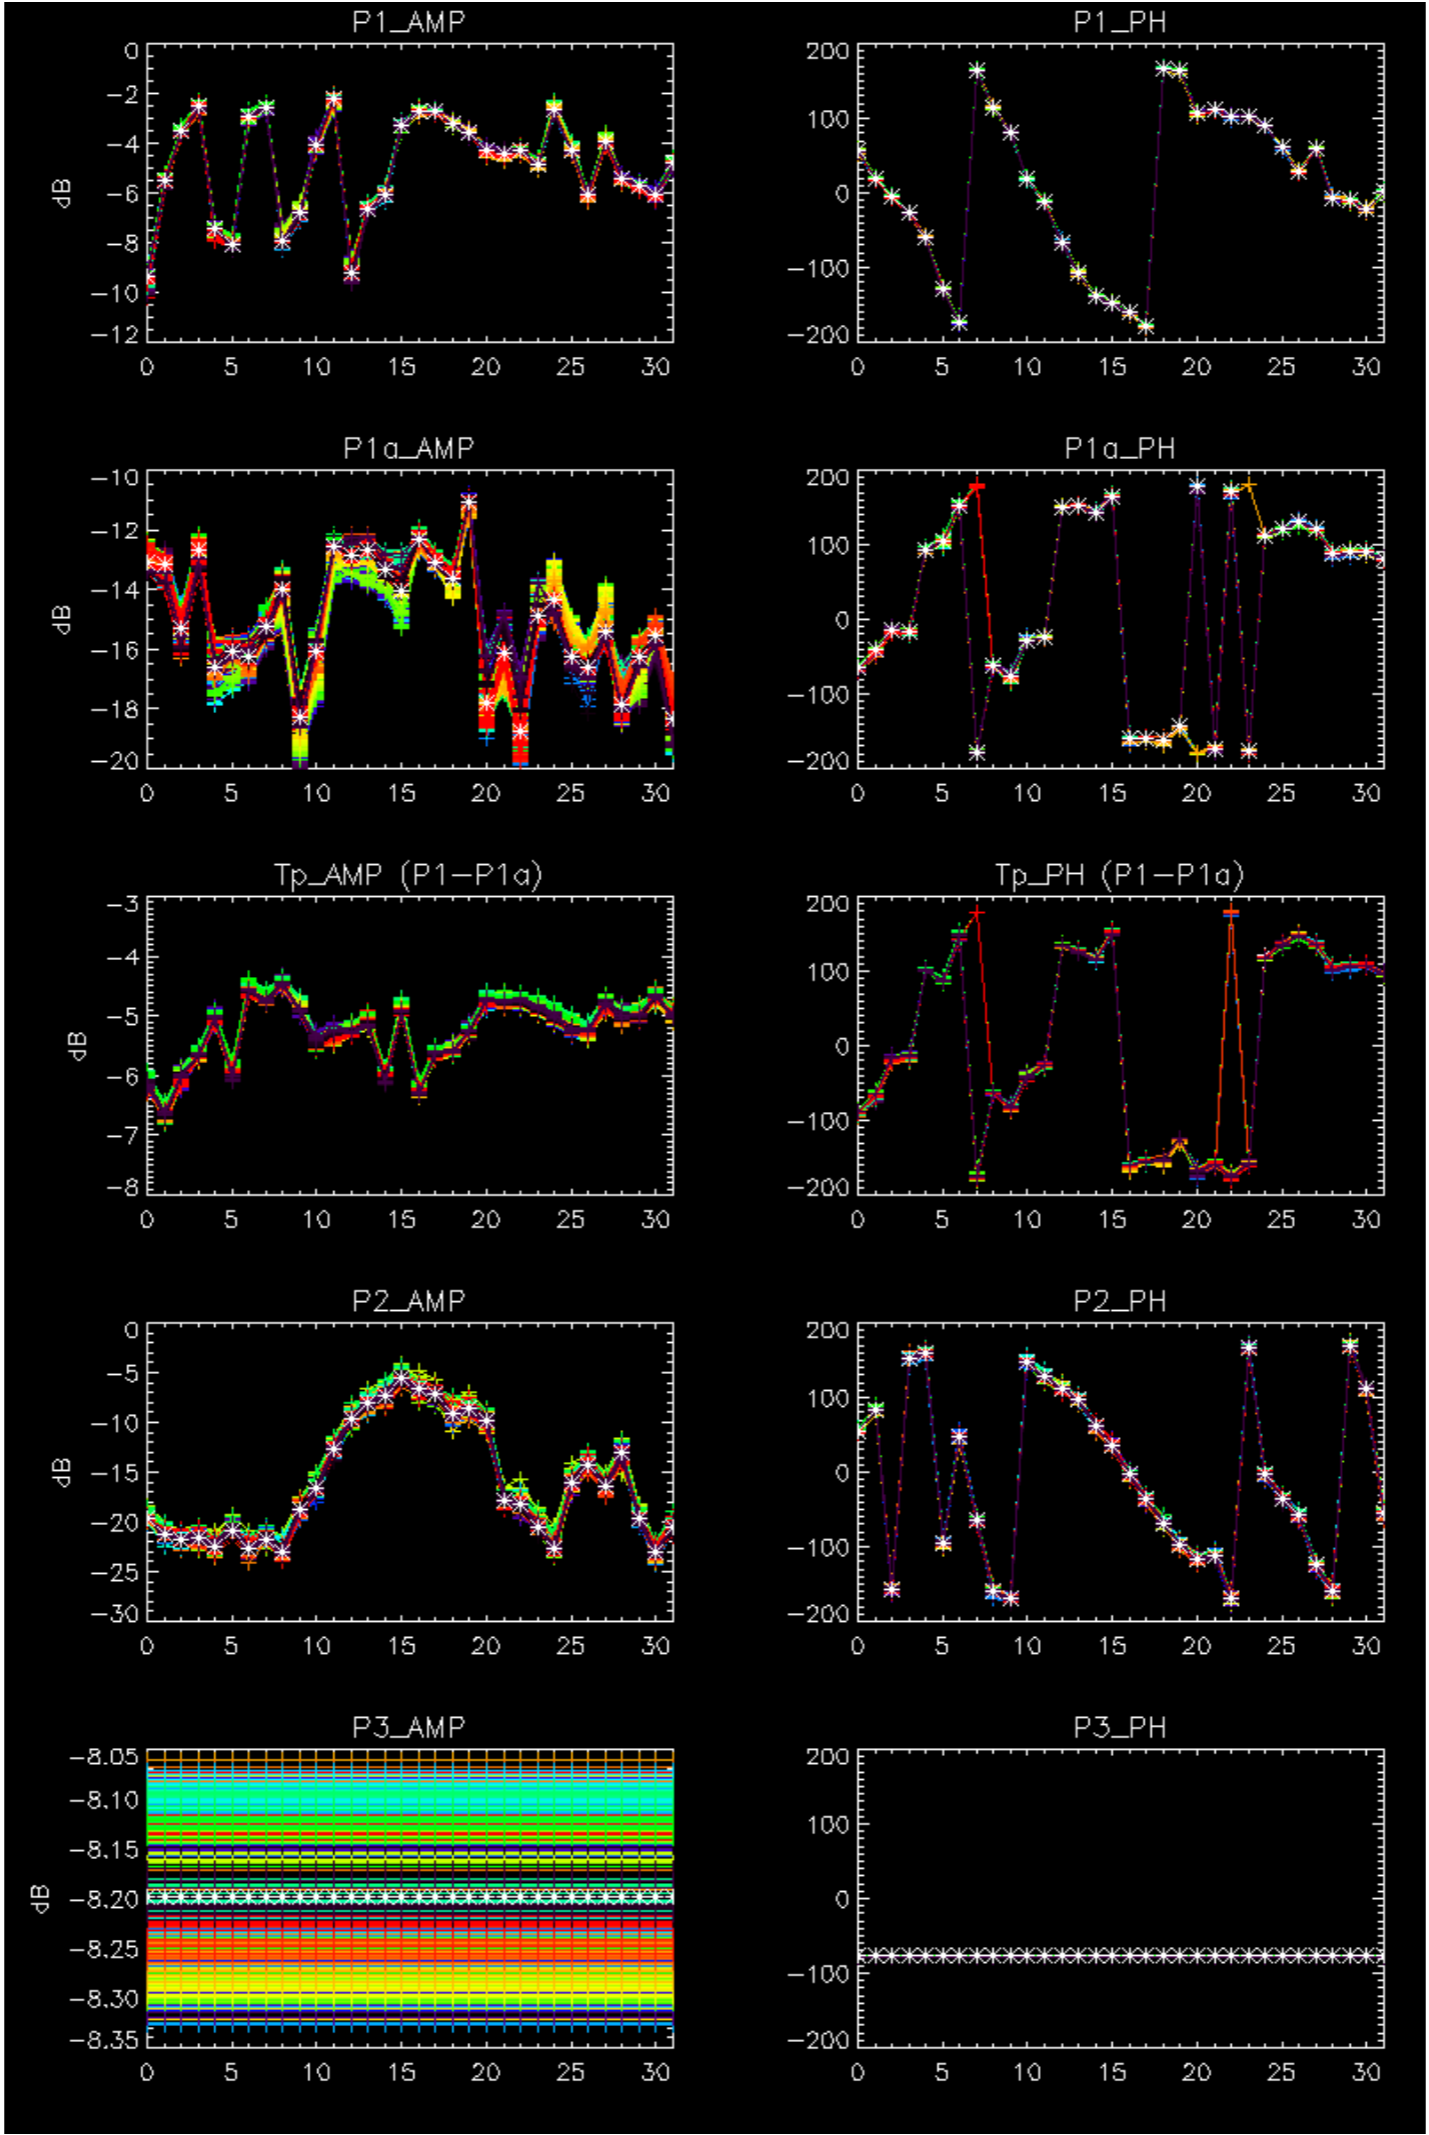 P1_AMP P1_PH
0 200
-2
-4 100
-6 0
-8
-10 -100
-12 -200
dB
0 5 10 15 20 25 30 0 5 10 15 20 25 30
P1a_AMP P1a_PH
-10 200
-12 100
-14 0
-16
-18 -100
-20 -200
dB
0 5 10 15 20 25 30 0 5 10 15 20 25 30
Tp_AMP (P1-P1a) Tp_PH (P1-P1a)
-3 200
-4 100
-5 0
-6
-7 -100
-8 -200
dB
0 5 10 15 20 25 30 0 5 10 15 20 25 30
P2_AMP P2_PH
0 200
-5
-10 100
-15 0
-20
-25 -100
-30 -200
dB
0 5 10 15 20 25 30 0 5 10 15 20 25 30
P3_AMP P3_PH
-8.05 200
-8.10
-8.15 100
-8.20 0
-8.25
-8.30 -100
-8.35 -200
dB
0 5 10 15 20 25 30 0 5 10 15 20 25 30